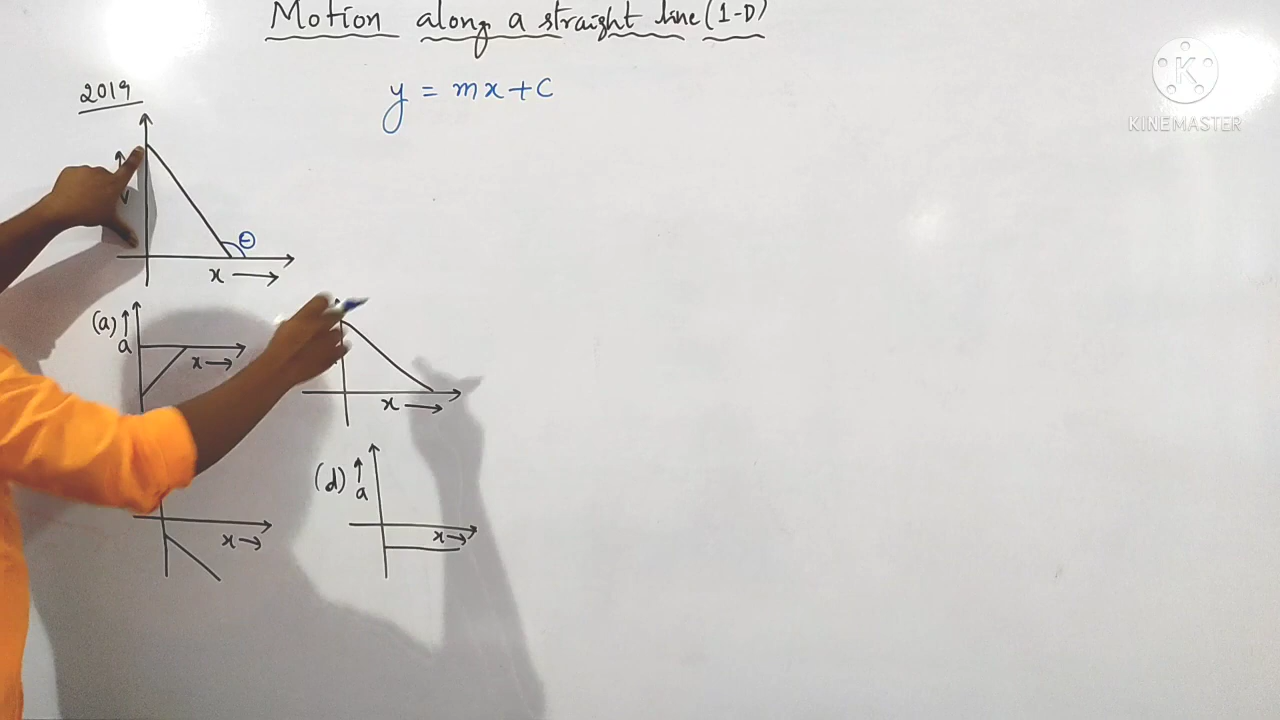 Motion along a straight line (1-D)
2019
y = mx + c
K
KINEMASTER
θ
x →
(a) ↑
a
x →
x →
(d) ↑
a
x →
x →